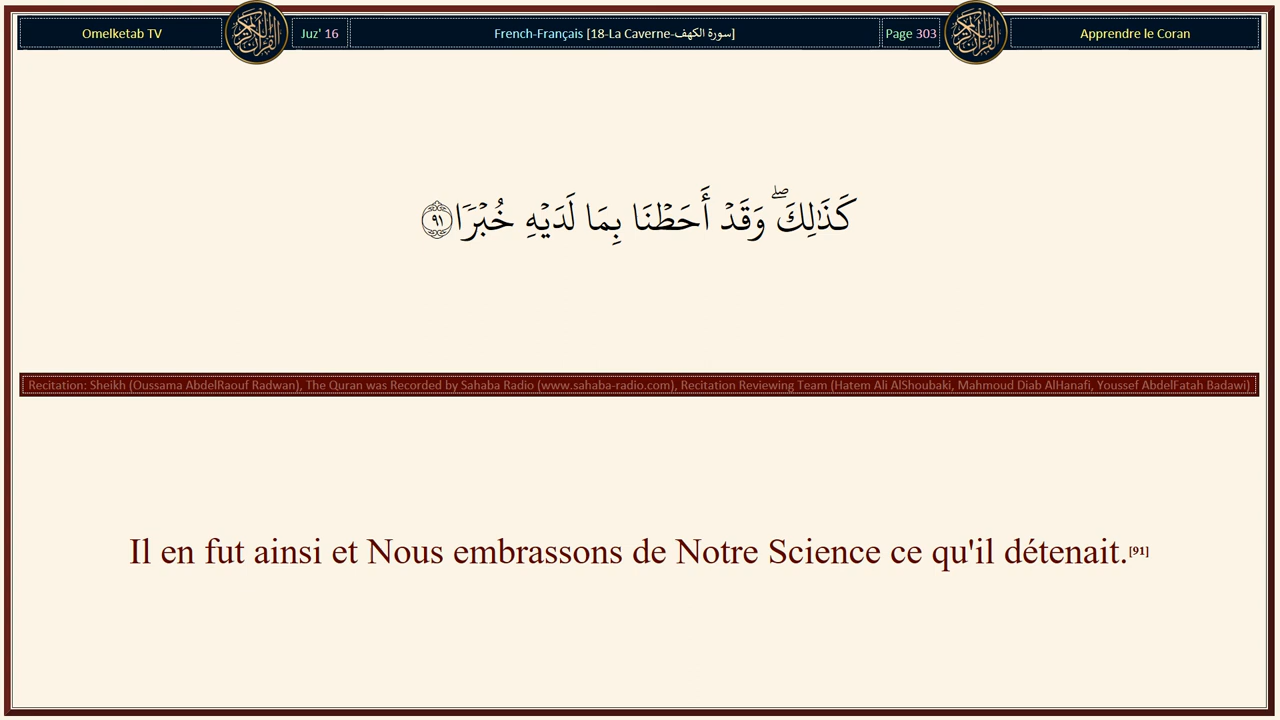 Omelketab TV
Juz' 16
French-Français [18-La Caverne-سورة الكهف]
Page 303
Apprendre le Coran
كَذَٰلِكَۖ وَقَدۡ أَحَطۡنَا بِمَا لَدَيۡهِ خُبۡرٗا ٩١
Recitation: Sheikh (Oussama AbdelRaouf Radwan), The Quran was Recorded by Sahaba Radio (www.sahaba-radio.com), Recitation Reviewing Team (Hatem Ali AlShoubaki, Mahmoud Diab AlHanafi, Youssef AbdelFatah Badawi)
Il en fut ainsi et Nous embrassons de Notre Science ce qu'il détenait.[91]